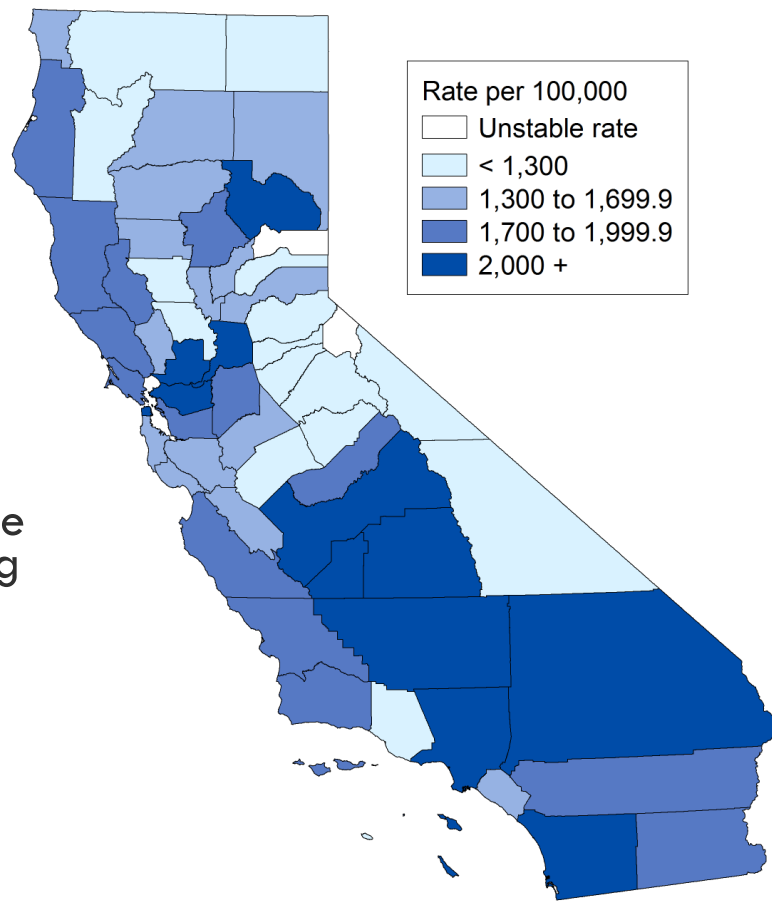 Rate per 100,000
Unstable rate
< 1,300
1,300 to 1,699.9
1,700 to 1,999.9
2,000 +
e
g